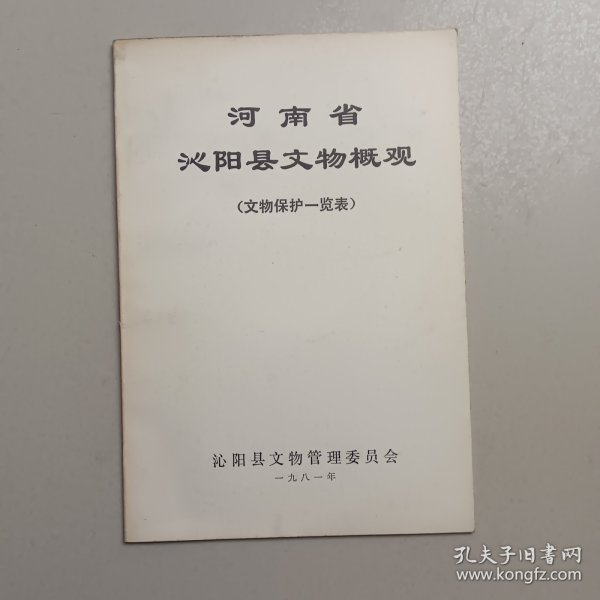 河南省
沁阳县文物概观
（文物保护一览表）
沁阳县文物管理委员会
一九八一年
孔夫子旧书网
www.kongfz.com